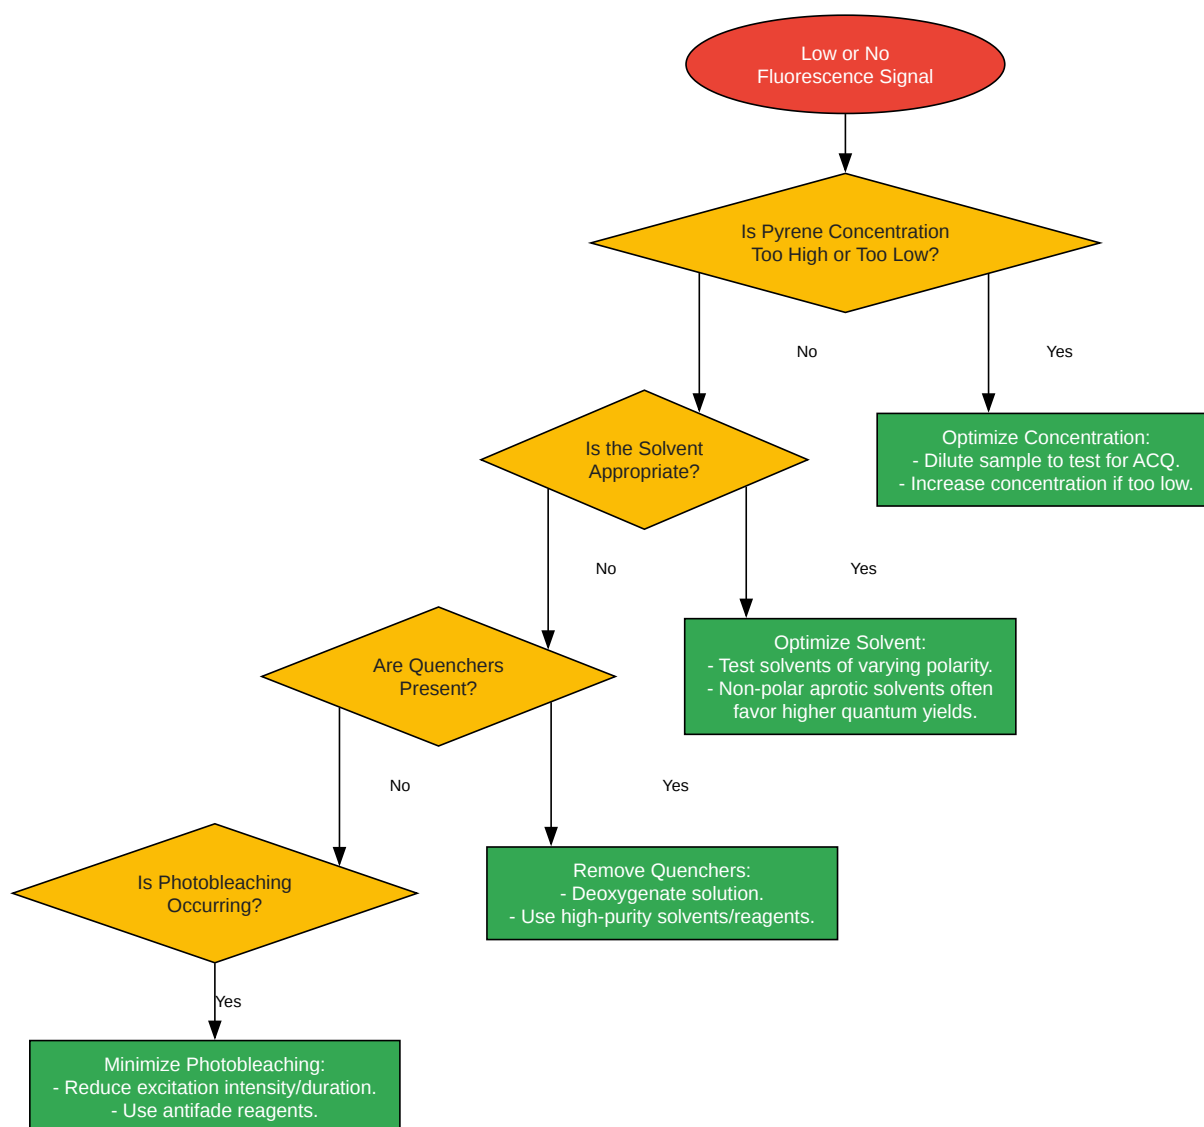 Low or No
Fluorescence Signal
Is Pyrene Concentration
Too High or Too Low?
No
Yes
Optimize Concentration:
- Dilute sample to test for ACQ.
- Increase concentration if too low.
Is the Solvent
Appropriate?
No
Yes
Optimize Solvent:
- Test solvents of varying polarity.
- Non-polar aprotic solvents often
favor higher quantum yields.
Are Quenchers
Present?
No
Yes
Remove Quenchers:
- Deoxygenate solution.
- Use high-purity solvents/reagents.
Is Photobleaching
Occurring?
Yes
Minimize Photobleaching:
- Reduce excitation intensity/duration.
- Use antifade reagents.